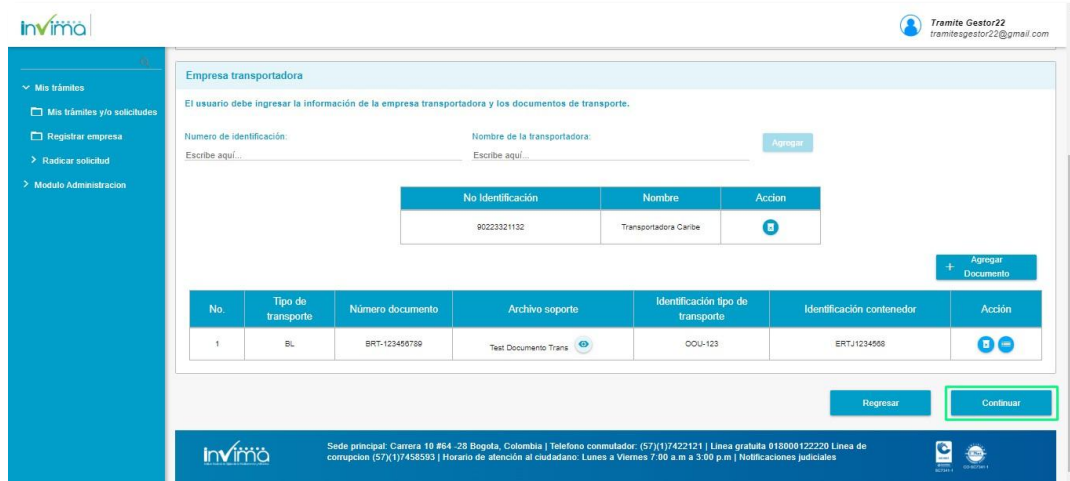 invima
Tramite Gestor22
tramitesgestor22@gmail.com
Mis trámites
Mis trámites y/o solicitudes
Registrar empresa
Radicar solicitud
Modulo Administracion
Empresa transportadora
El usuario debe ingresar la información de la empresa transportadora y los documentos de transporte.
Numero de identificación:
Nombre de la transportadora:
Escribe aquí...
Escribe aquí...
Agregar
No Identificación Nombre Accion
90223321132 Transportadora Caribe
+ Agregar
Documento
No. Tipo de transporte Número documento Archivo soporte Identificación tipo de transporte Identificación contenedor Acción
1 BL BRT-123456789 Test Documento Trans OOU-123 ERTJ1234568
Regresar
Continuar
invima
Sede principal: Carrera 10 #64 -28 Bogota, Colombia | Telefono conmutador: (57)(1)7422121 | Linea gratuita 018000122220 Linea de
corrupcion (57)(1)7458593 | Horario de atención al ciudadano: Lunes a Viernes 7:00 a.m a 3:00 p.m | Notificaciones judiciales